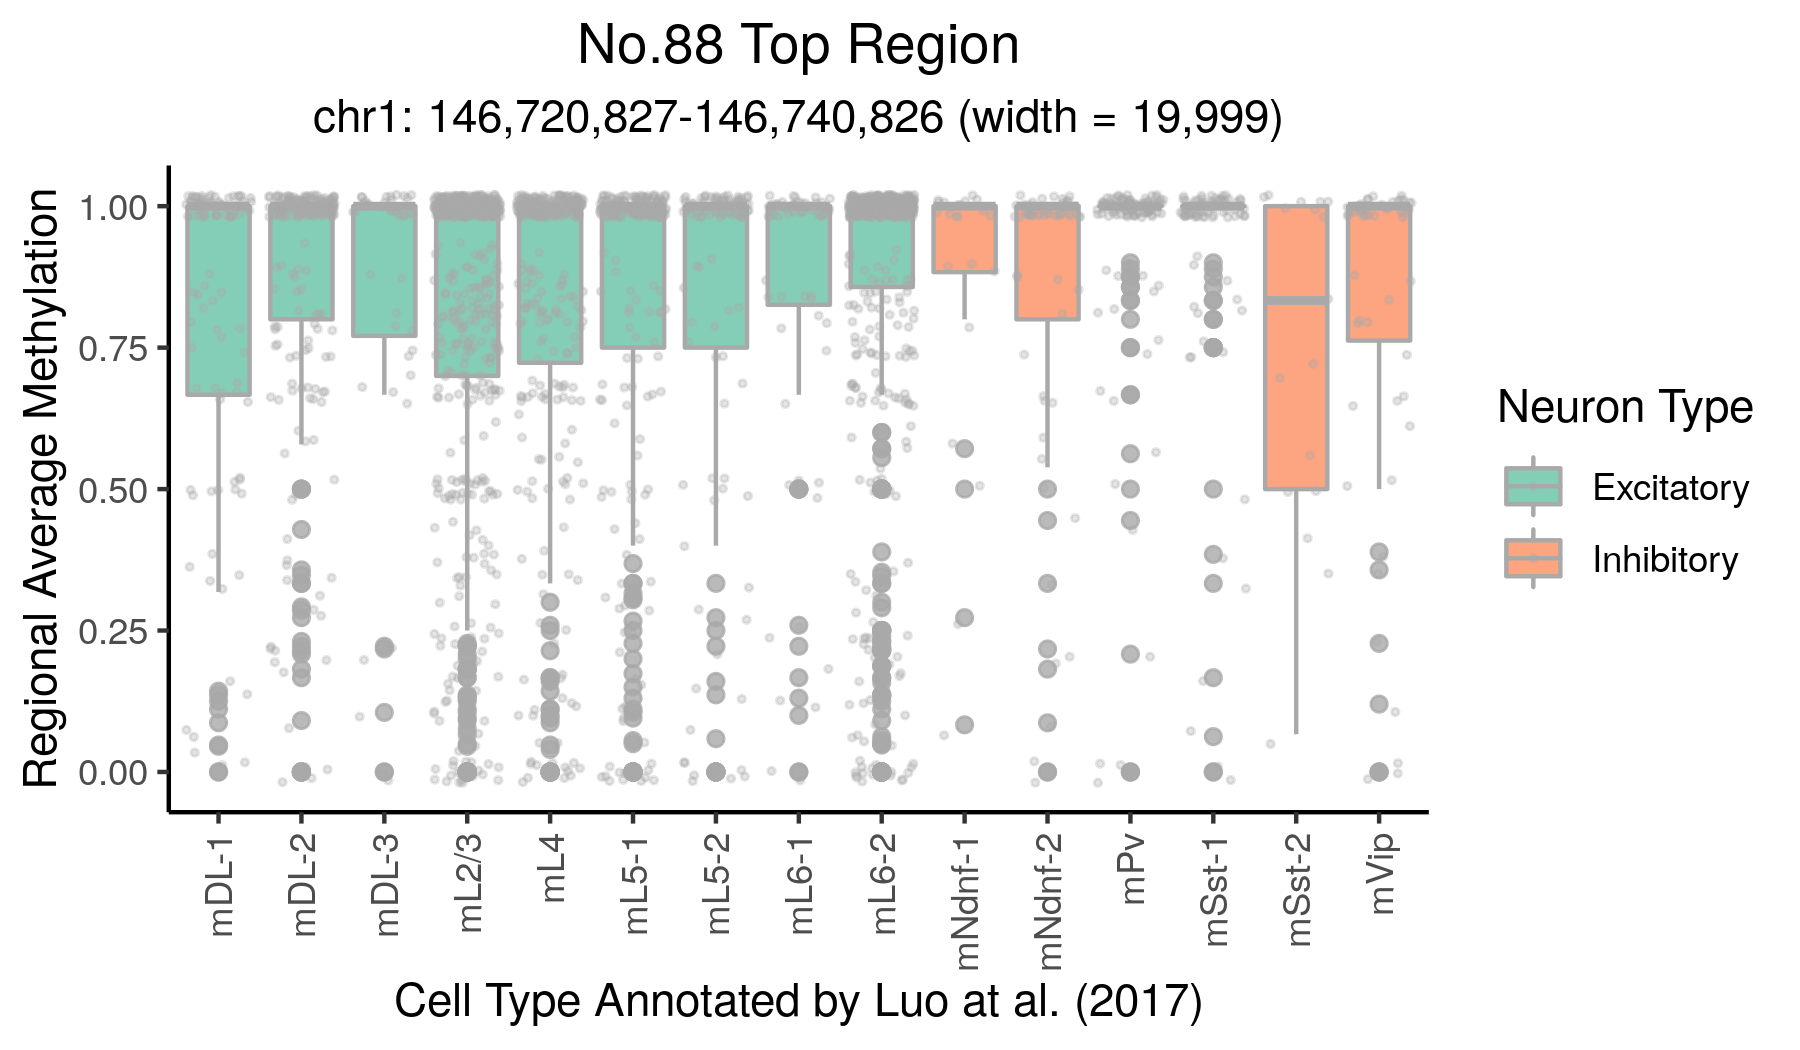 No.88 Top Region
chr1: 146,720,827-146,740,826 (width = 19,999)
Regional Average Methylation
1.00
0.75
0.50
0.25
0.00
mDL-1
mDL-2
mDL-3
mL2/3
mL4
mL5-1
mL5-2
mL6-1
mL6-2
mNdnf-1
mNdnf-2
mPv
mSst-1
mSst-2
mVip
Cell Type Annotated by Luo at al. (2017)
Neuron Type
Excitatory
Inhibitory